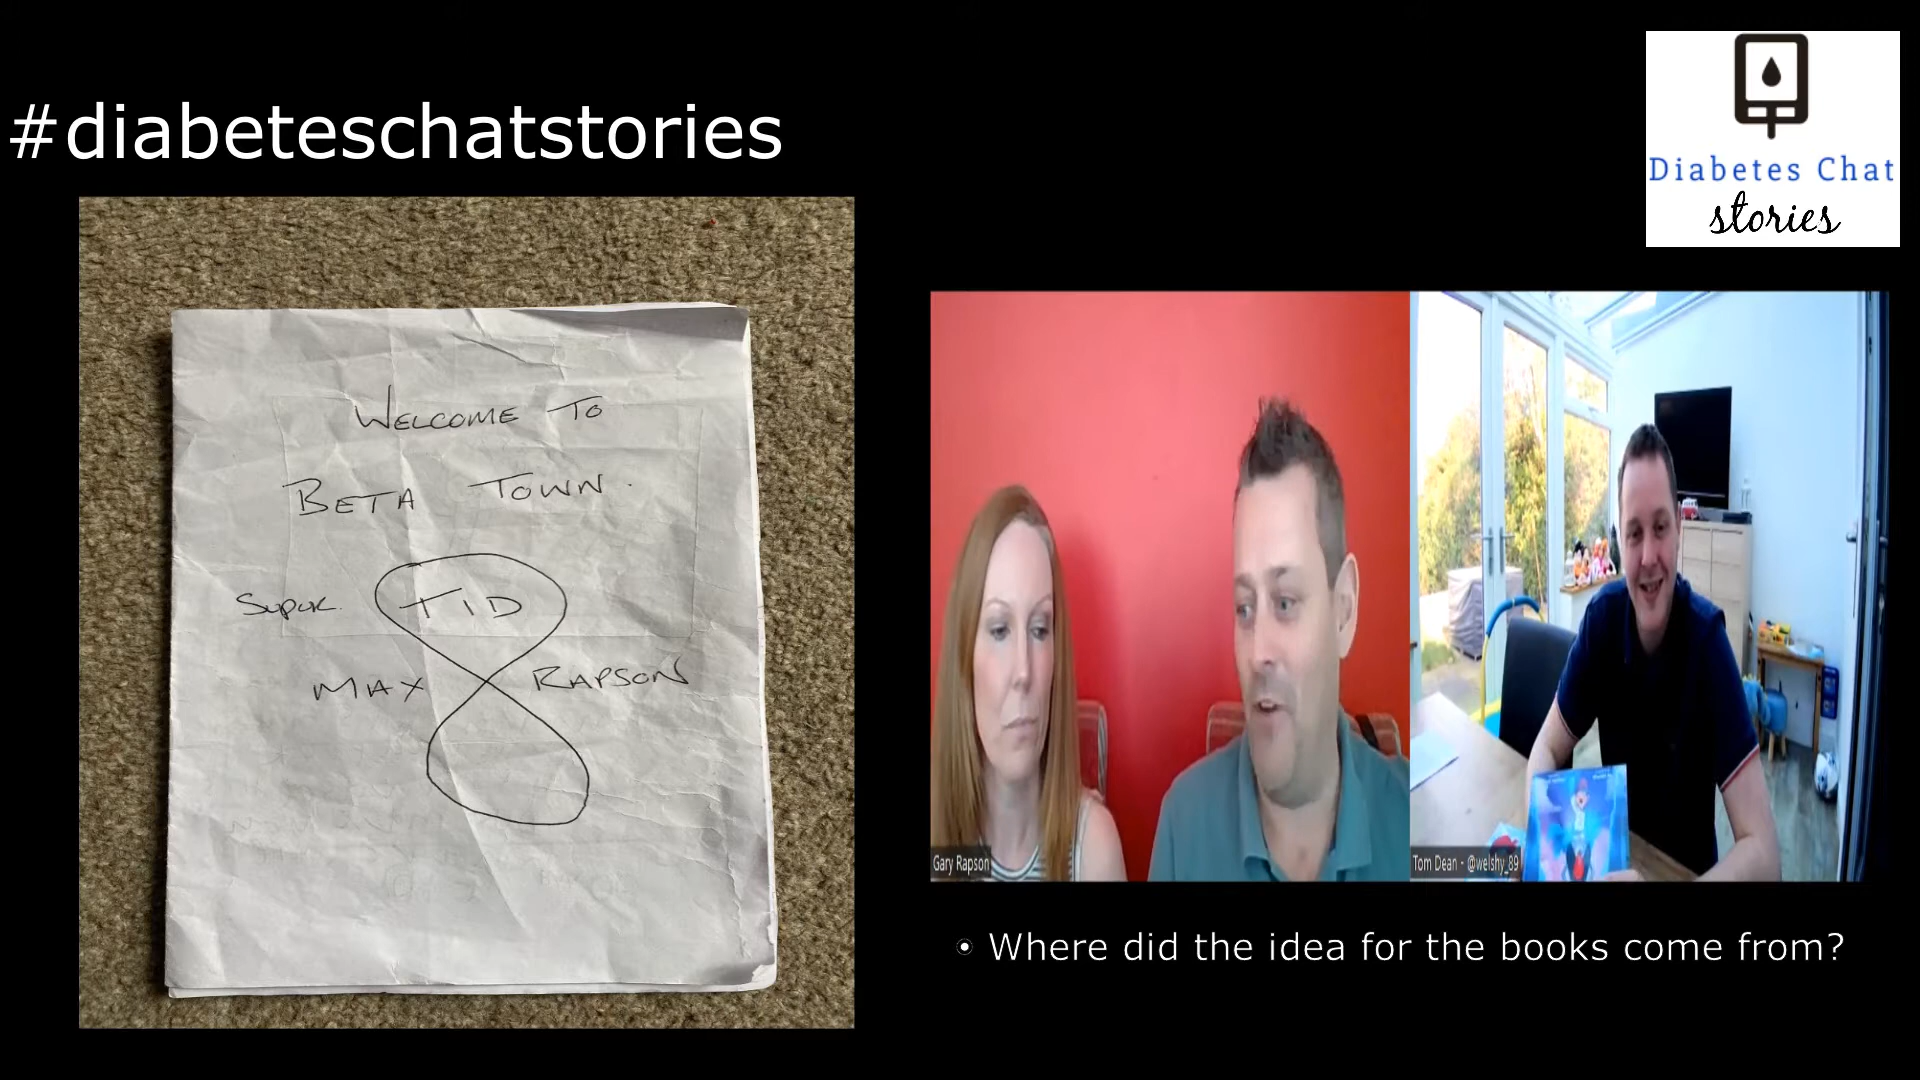 #diabeteschatstories
Diabetes Chat
stories
WELCOME TO
BETA TOWN.
Super T1D
MAX RAPSON
Gary Rapson
Tom Dean - @welshy_89
Where did the idea for the books come from?